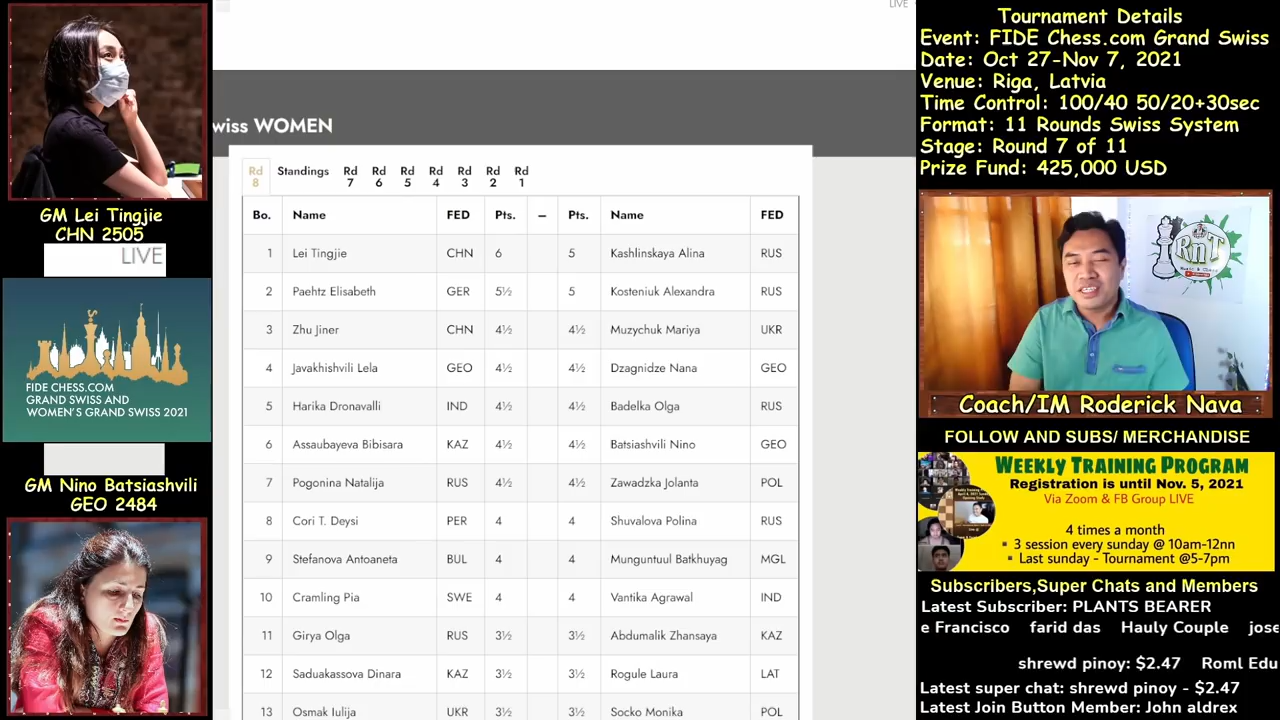 GM Lei Tingjie
CHN 2505
LIVE
FIDE CHESS.COM
GRAND SWISS AND
WOMEN'S GRAND SWISS 2021
GM Nino Batsiashvili
GEO 2484
LIVE
wiss WOMEN
Rd 8 Standings Rd 7 Rd 6 Rd 5 Rd 4 Rd 3 Rd 2 Rd 1
Bo. Name FED Pts. – Pts. Name FED
1 Lei Tingjie CHN 6 5 Kashlinskaya Alina RUS
2 Paehtz Elisabeth GER 5½ 5 Kosteniuk Alexandra RUS
3 Zhu Jiner CHN 4½ 4½ Muzychuk Mariya UKR
4 Javakhishvili Lela GEO 4½ 4½ Dzagnidze Nana GEO
5 Harika Dronavalli IND 4½ 4½ Badelka Olga RUS
6 Assaubayeva Bibisara KAZ 4½ 4½ Batsiashvili Nino GEO
7 Pogonina Natalija RUS 4½ 4½ Zawadzka Jolanta POL
8 Cori T. Deysi PER 4 4 Shuvalova Polina RUS
9 Stefanova Antoaneta BUL 4 4 Munguntuul Batkhuyag MGL
10 Cramling Pia SWE 4 4 Vantika Agrawal IND
11 Girya Olga RUS 3½ 3½ Abdumalik Zhansaya KAZ
12 Saduakassova Dinara KAZ 3½ 3½ Rogule Laura LAT
13 Osmak Iulija UKR 3½ 3½ Socko Monika POL
Tournament Details
Event: FIDE Chess.com Grand Swiss
Date: Oct 27-Nov 7, 2021
Venue: Riga, Latvia
Time Control: 100/40 50/20+30sec
Format: 11 Rounds Swiss System
Stage: Round 7 of 11
Prize Fund: 425,000 USD
RnT
Music & Chess
Coach/IM Roderick Nava
FOLLOW AND SUBS/ MERCHANDISE
WEEKLY TRAINING PROGRAM
Registration is until Nov. 5, 2021
Via Zoom & FB Group LIVE
4 times a month
▪ 3 session every sunday @ 10am-12nn
▪ Last sunday - Tournament @5-7pm
Subscribers,Super Chats and Members
Latest Subscriber: PLANTS BEARER
e Francisco farid das Hauly Couple jose
shrewd pinoy: $2.47 Roml Edu
Latest super chat: shrewd pinoy - $2.47
Latest Join Button Member: John aldrex